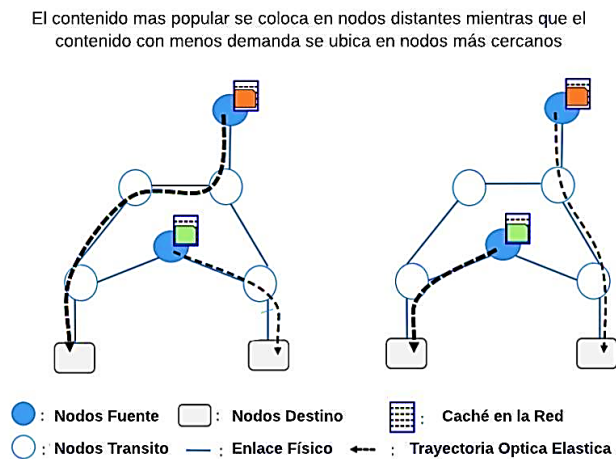 El contenido mas popular se coloca en nodos distantes mientras que el
contenido con menos demanda se ubica en nodos más cercanos
: Nodos Fuente : Nodos Destino : Caché en la Red
: Nodos Transito : Enlace Físico : Trayectoria Optica Elastica